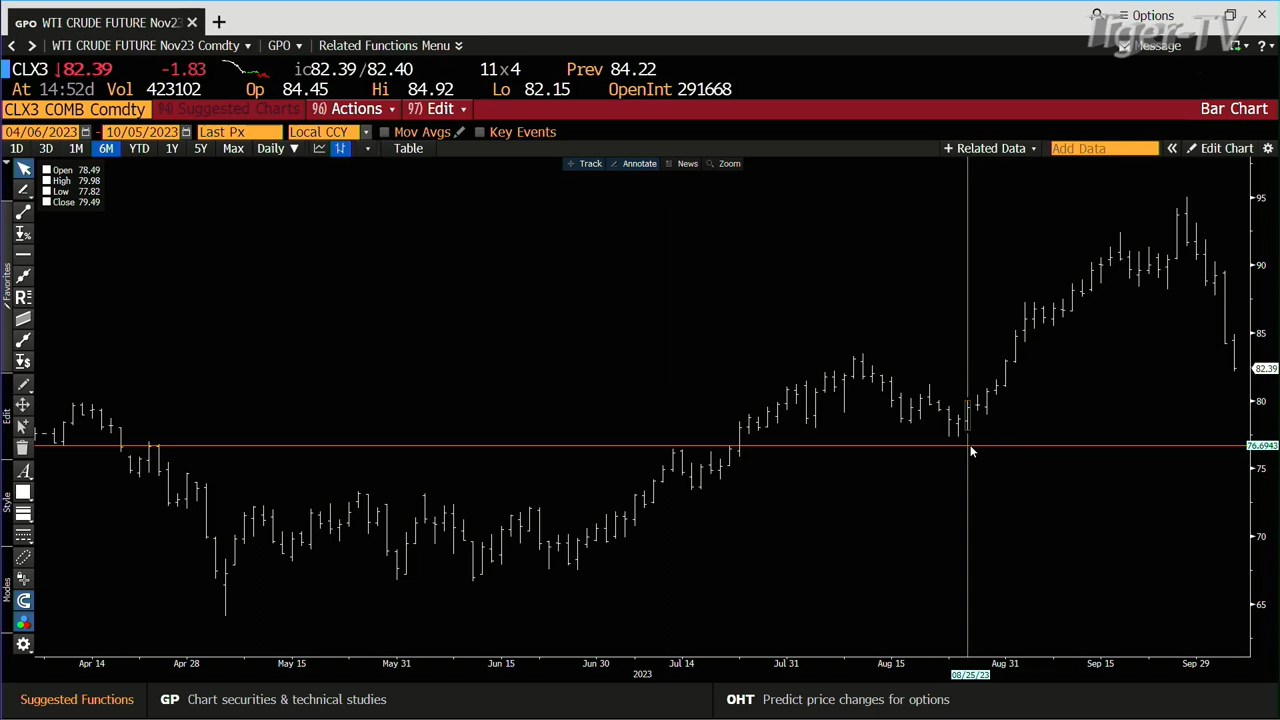 GPO WTI CRUDE FUTURE Nov23
Options
Tiger-TV
WTI CRUDE FUTURE Nov23 Comdty GPO Related Functions Menu
Message
CLX3 ↓82.39 -1.83 ic82.39/82.40 11x4 Prev 84.22
At 14:52d Vol 423102 Op 84.45 Hi 84.92 Lo 82.15 OpenInt 291668
CLX3 COMB Comdty 94) Suggested Charts 96) Actions 97) Edit Bar Chart
04/06/2023 - 10/05/2023 Last Px Local CCY Mov Avgs Key Events
1D 3D 1M 6M YTD 1Y 5Y Max Daily ▼ Table + Related Data Add Data « Edit Chart
Track Annotate News Zoom
Open 78.49
High 79.98
Low 77.82
Close 79.49
Favorites
Edit
Style
Modes
95
90
85
82.39
80
76.6943
75
70
65
Apr 14 Apr 28 May 15 May 31 Jun 15 Jun 30 Jul 14 Jul 31 Aug 15 Aug 31 Sep 15 Sep 29
2023
08/25/23
Suggested Functions GP Chart securities & technical studies OHT Predict price changes for options